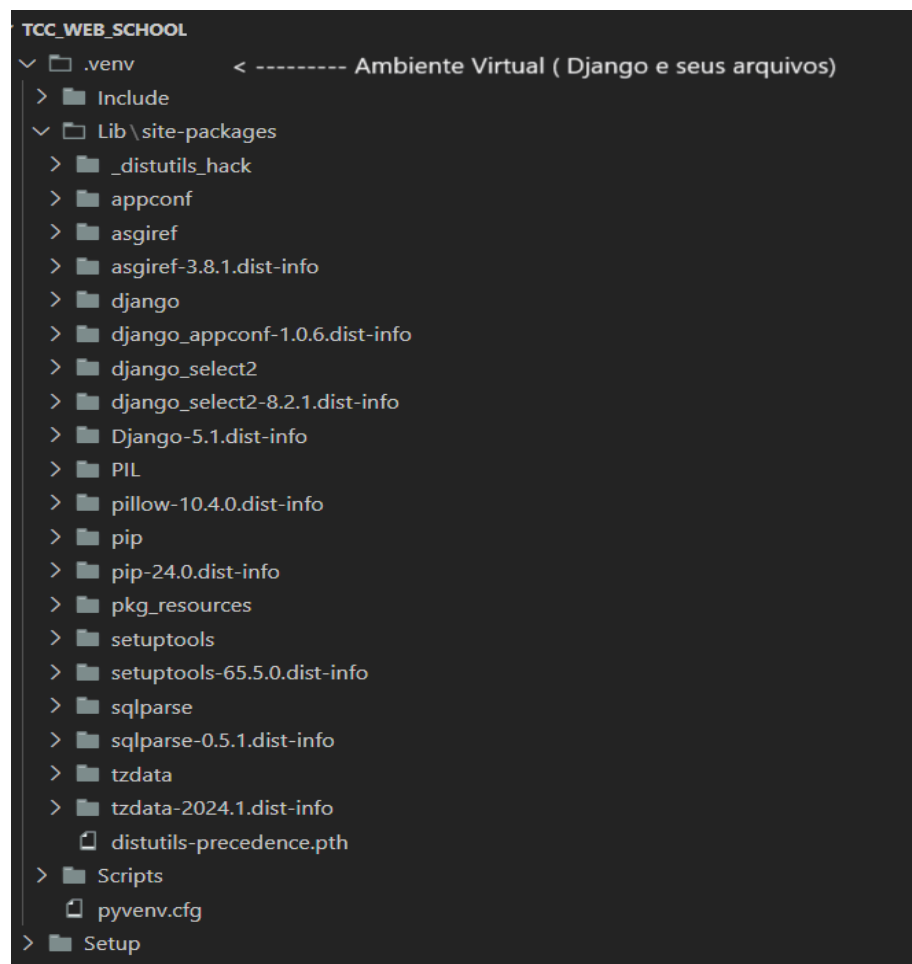 TCC_WEB_SCHOOL
.venv < --------- Ambiente Virtual ( Django e seus arquivos)
Include
Lib\site-packages
_distutils_hack
appconf
asgiref
asgiref-3.8.1.dist-info
django
django_appconf-1.0.6.dist-info
django_select2
django_select2-8.2.1.dist-info
Django-5.1.dist-info
PIL
pillow-10.4.0.dist-info
pip
pip-24.0.dist-info
pkg_resources
setuptools
setuptools-65.5.0.dist-info
sqlparse
sqlparse-0.5.1.dist-info
tzdata
tzdata-2024.1.dist-info
distutils-precedence.pth
Scripts
pyvenv.cfg
Setup